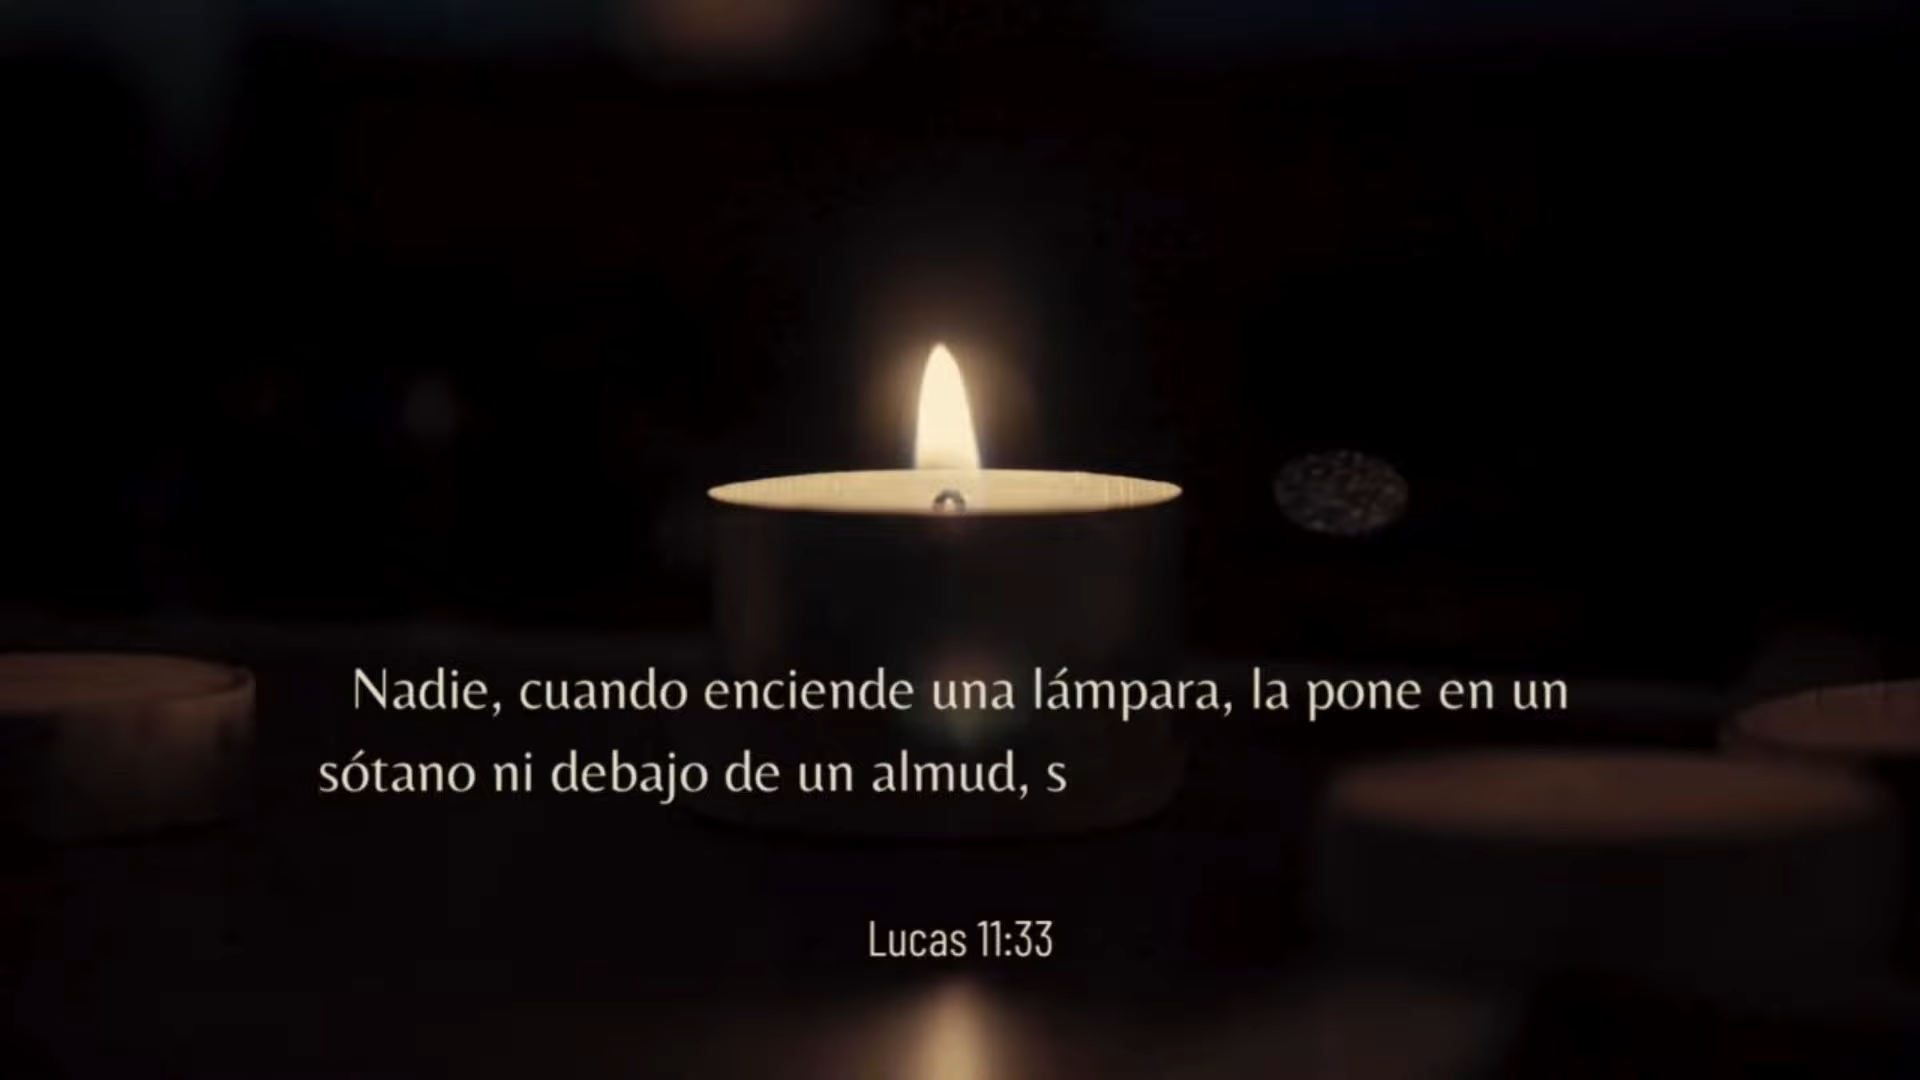 Nadie, cuando enciende una lámpara, la pone en un
sótano ni debajo de un almud, s
Lucas 11:33